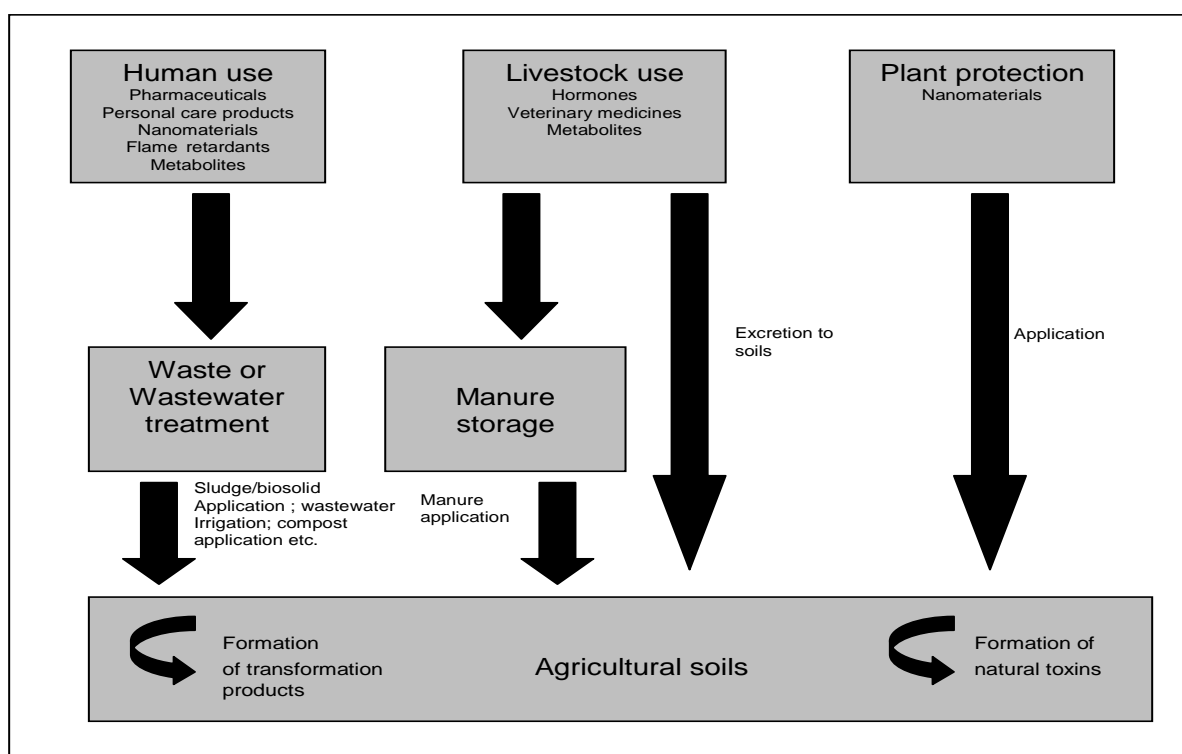 Human use
Pharmaceuticals
Personal care products
Nanomaterials
Flame retardants
Metabolites
Livestock use
Hormones
Veterinary medicines
Metabolites
Plant protection
Nanomaterials
Excretion to
soils
Application
Waste or
Wastewater
treatment
Manure
storage
Sludge/biosolid
Application ; wastewater
Irrigation; compost
application etc.
Manure
application
Formation
of transformation
products
Agricultural soils
Formation of
natural toxins